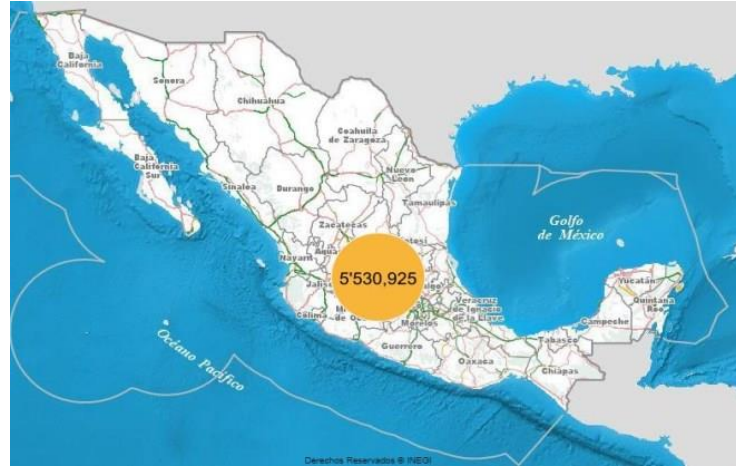 Baja
California
Sonora
Chihuahua
Coahuila
de Zaragoza
Baja
California
Sur
Nuevo
León
Sinaloa
Durango
Tamaulipas
Zacatecas
Golfo
de México
Nayarit
5'530,925
Yucatán
Quintana
Roo
Colima
Veracruz
de Ignacio
de la Llave
Campeche
Morelos
Tabasco
Guerrero
Oaxaca
Chiapas
Océano Pacífico
Derechos Reservados © INEGI